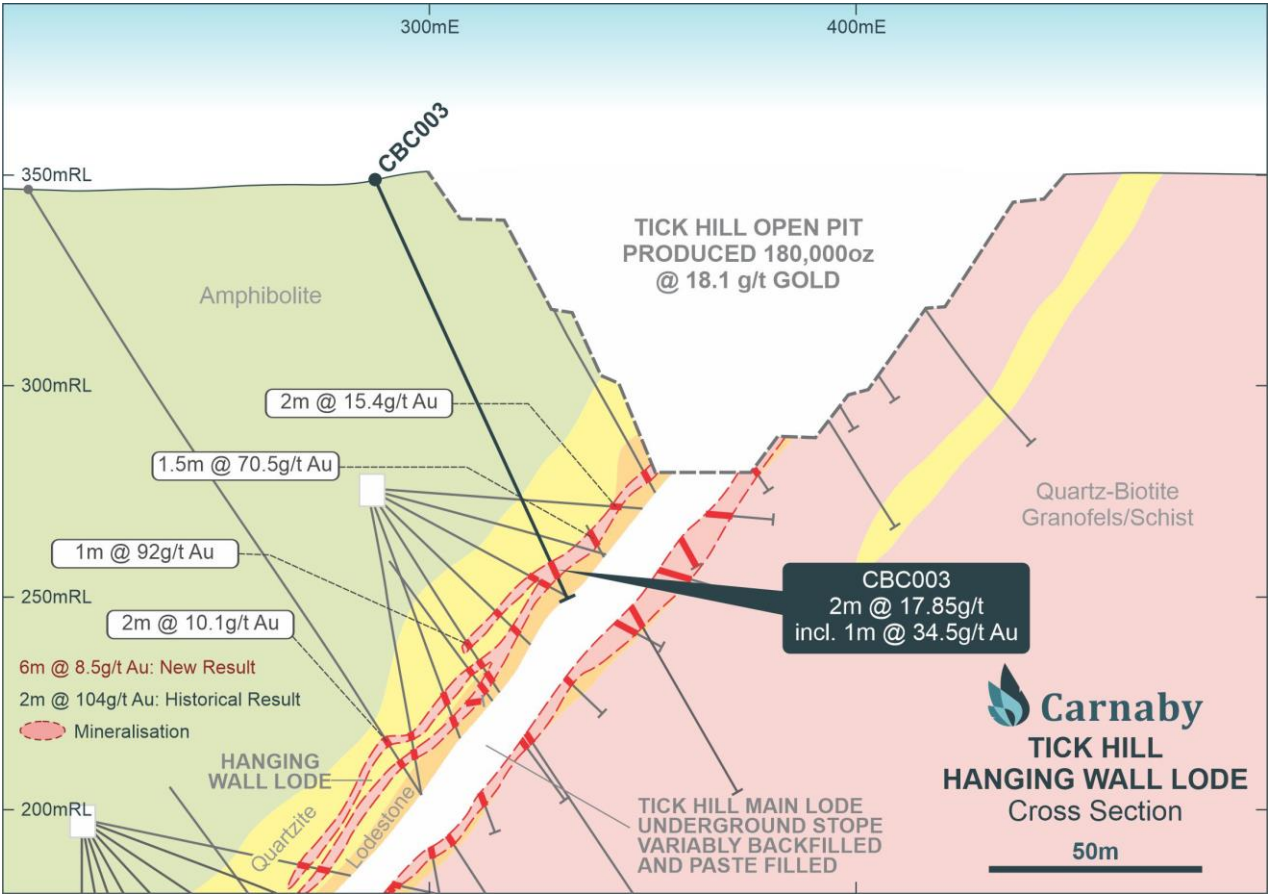 300mE
400mE
CBC003
350mRL
TICK HILL OPEN PIT
PRODUCED 180,000oz
@ 18.1 g/t GOLD
Amphibolite
300mRL
2m @ 15.4g/t Au
1.5m @ 70.5g/t Au
Quartz-Biotite
Granofels/Schist
1m @ 92g/t Au
250mRL
CBC003
2m @ 17.85g/t
incl. 1m @ 34.5g/t Au
2m @ 10.1g/t Au
6m @ 8.5g/t Au: New Result
2m @ 104g/t Au: Historical Result
Mineralisation
HANGING
WALL LODE
Quartzite
Lodestone
200mRL
TICK HILL MAIN LODE
UNDERGROUND STOPE
VARIABLY BACKFILLED
AND PASTE FILLED
Carnaby
TICK HILL
HANGING WALL LODE
Cross Section
50m